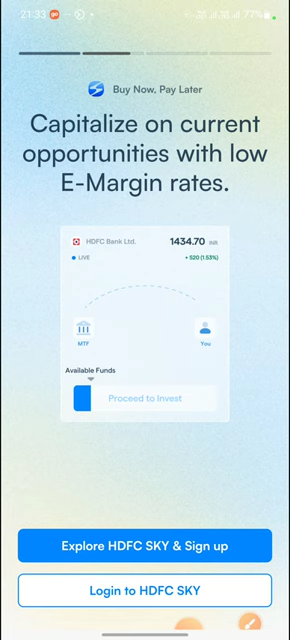 21:33
77%
Buy Now, Pay Later
Capitalize on current
opportunities with low
E-Margin rates.
HDFC Bank Ltd.
1434.70 INR
LIVE
+ 520 (1.53%)
MTF
You
Available Funds
Proceed to Invest
Explore HDFC SKY & Sign up
Login to HDFC SKY